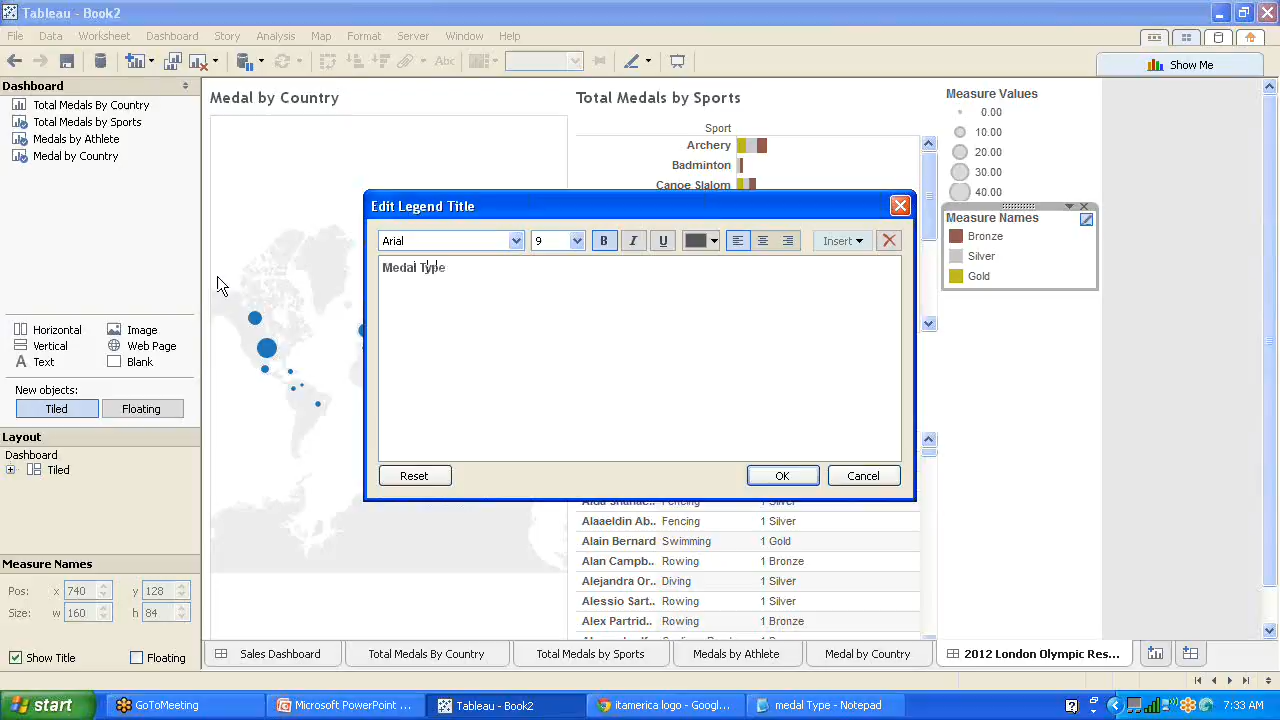 Tableau - Book2
File Data Worksheet Dashboard Story Analysis Map Format Server Window Help
Abc
Show Me
Dashboard
Total Medals By Country
Total Medals by Sports
Medals by Athlete
Medal by Country
Horizontal Image
Vertical Web Page
A Text Blank
New objects:
Tiled Floating
Layout
Dashboard
Tiled
Measure Names
Pos: x 740 y 128
Size: w 160 h 84
Show Title Floating
Medal by Country
Total Medals by Sports
Sport
Archery
Badminton
Canoe Slalom
Measure Values
0.00
10.00
20.00
30.00
40.00
Measure Names
Bronze
Silver
Gold
Edit Legend Title
Arial 9 B I U Insert
Medal Type
Reset OK Cancel
Fencing 1 Silver
Alaaeldin Ab.. Fencing 1 Silver
Alain Bernard Swimming 1 Gold
Alan Campb.. Rowing 1 Bronze
Alejandra Or.. Diving 1 Silver
Alessio Sart.. Rowing 1 Silver
Alex Partrid.. Rowing 1 Bronze
Sales Dashboard Total Medals By Country Total Medals by Sports Medals by Athlete Medal by Country 2012 London Olympic Res...
start GoToMeeting Microsoft PowerPoint ... Tableau - Book2 itamerica logo - Googl... medal Type - Notepad 7:33 AM